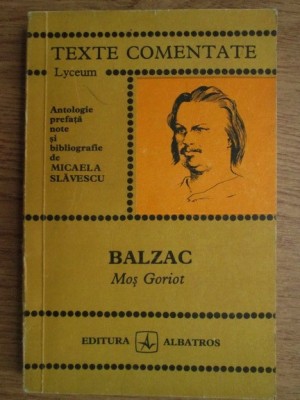 TEXTE COMENTATE
Lyceum
Antologie
prefață
note
și
bibliografie
de
MICAELA
SLĂVESCU
BALZAC
Moș Goriot
EDITURA ALBATROS